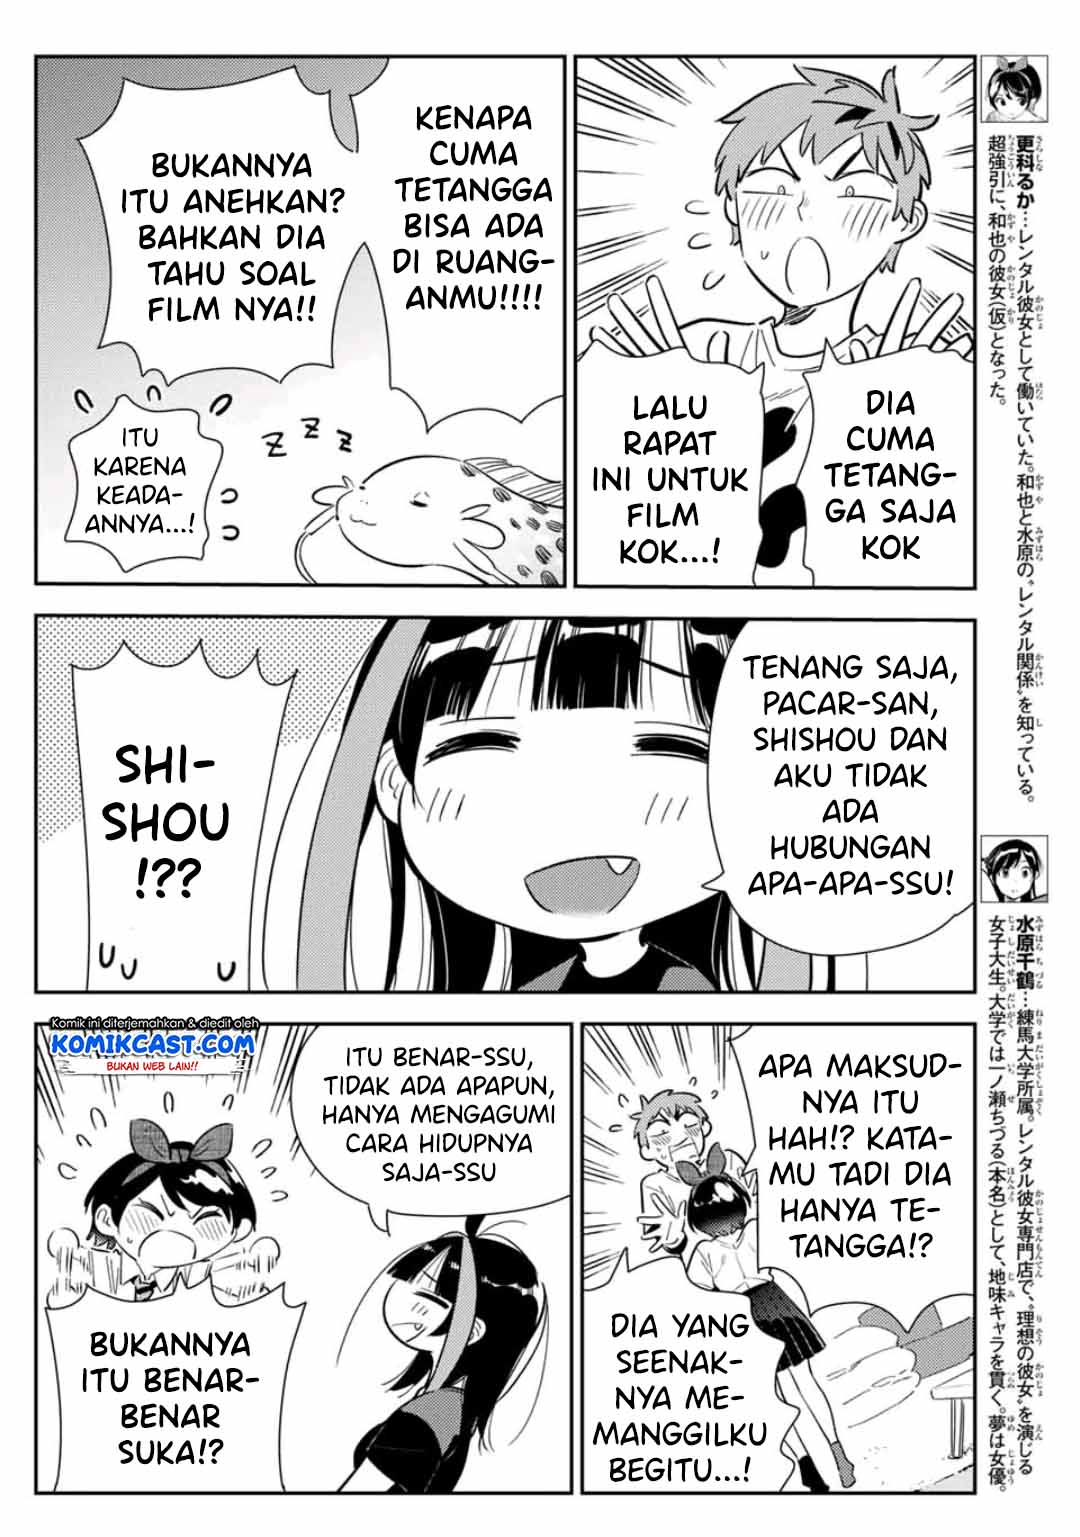 DIA
CUMA
TETANG-
GA SAJA
KOK
LALU
RAPAT
INI UNTUK
FILM
KOK...!
KENAPA
CUMA
TETANGGA
BISA ADA
DI RUANG-
ANMU!!!!
BUKANNYA
ITU ANEHKAN?
BAHKAN DIA
TAHU SOAL
FILM NYA!!
ITU
KARENA
KEADA-
ANNYA...!
Z Z Z Z
TENANG SAJA,
PACAR-SAN,
SHISHOU DAN
AKU TIDAK
ADA
HUBUNGAN
APA-APA-SSU!
SHI-
SHOU
!??
APA MAKSUD-
NYA ITU
HAH!? KATA-
MU TADI DIA
HANYA TE-
TANGGA!?
DIA YANG
SEENAK-
NYA ME-
MANGGILKU
BEGITU...!
ITU BENAR-SSU,
TIDAK ADA APAPUN,
HANYA MENGAGUMI
CARA HIDUPNYA
SAJA-SSU
BUKANNYA
ITU BENAR-
BENAR
SUKA!?
Komik ini diterjemahkan & diedit oleh
KOMIKCAST.COM
BUKAN WEB LAIN!!
更科るか…レンタル彼女として働いていた。和也と水原の〝レンタル関係〟を知っている。
超強引に、和也の彼女(仮)となった。
水原千鶴…練馬大学所属。レンタル彼女専門店で、〝理想の彼女〟を演じる
女子大生。大学では一ノ瀬ちづる(本名)として、地味キャラを貫く。夢は女優。